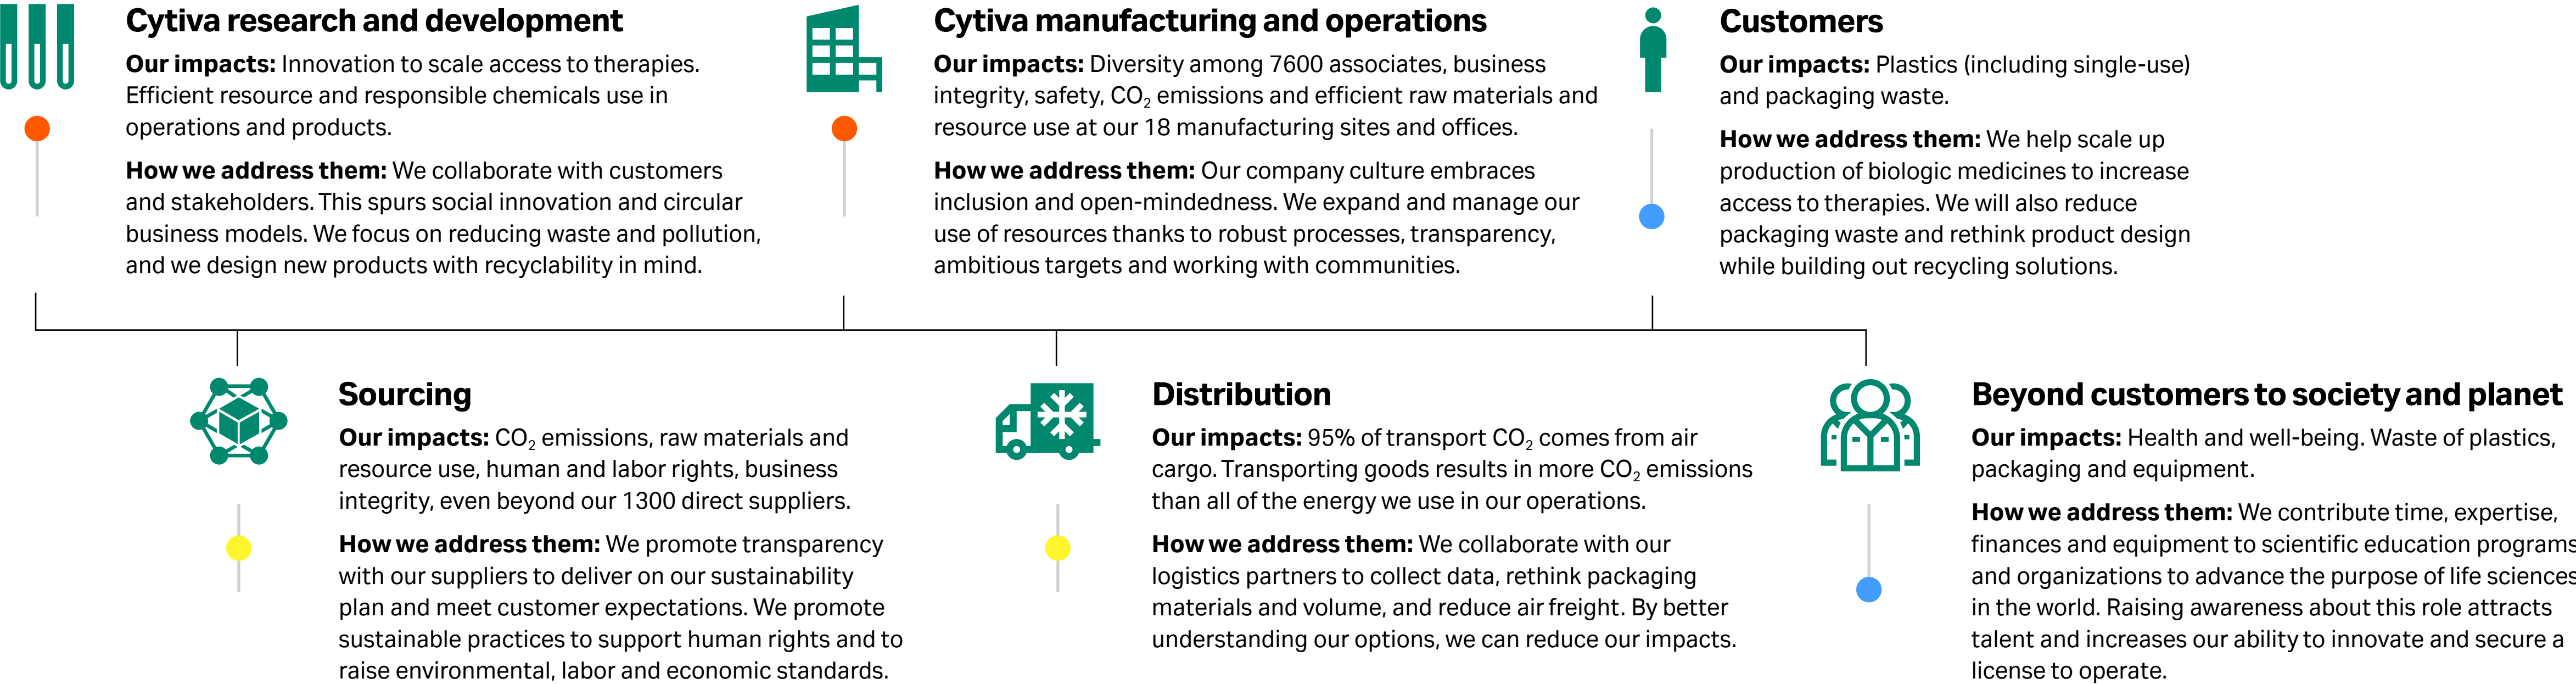 Cytiva research and development
Our impacts: Innovation to scale access to therapies.
Efficient resource and responsible chemicals use in
operations and products.
How we address them: We collaborate with customers
and stakeholders. This spurs social innovation and circular
business models. We focus on reducing waste and pollution,
and we design new products with recyclability in mind.
Cytiva manufacturing and operations
Our impacts: Diversity among 7600 associates, business
integrity, safety, CO₂ emissions and efficient raw materials and
resource use at our 18 manufacturing sites and offices.
How we address them: Our company culture embraces
inclusion and open-mindedness. We expand and manage our
use of resources thanks to robust processes, transparency,
ambitious targets and working with communities.
Customers
Our impacts: Plastics (including single-use)
and packaging waste.
How we address them: We help scale up
production of biologic medicines to increase
access to therapies. We will also reduce
packaging waste and rethink product design
while building out recycling solutions.
Sourcing
Our impacts: CO₂ emissions, raw materials and
resource use, human and labor rights, business
integrity, even beyond our 1300 direct suppliers.
How we address them: We promote transparency
with our suppliers to deliver on our sustainability
plan and meet customer expectations. We promote
sustainable practices to support human rights and to
raise environmental, labor and economic standards.
Distribution
Our impacts: 95% of transport CO₂ comes from air
cargo. Transporting goods results in more CO₂ emissions
than all of the energy we use in our operations.
How we address them: We collaborate with our
logistics partners to collect data, rethink packaging
materials and volume, and reduce air freight. By better
understanding our options, we can reduce our impacts.
Beyond customers to society and planet
Our impacts: Health and well-being. Waste of plastics,
packaging and equipment.
How we address them: We contribute time, expertise,
finances and equipment to scientific education programs
and organizations to advance the purpose of life sciences
in the world. Raising awareness about this role attracts
talent and increases our ability to innovate and secure a
license to operate.